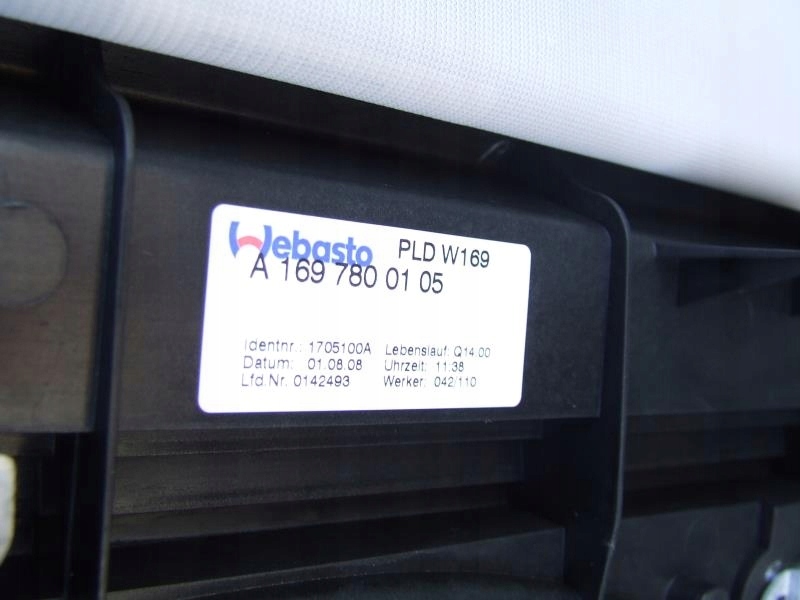 Webasto PLD W169
A 169 780 01 05
Identnr.: 1705100A Lebenslauf: Q14.00
Datum: 01.08.08 Uhrzeit: 11:38
Lfd.Nr. 0142493 Werker: 042/110